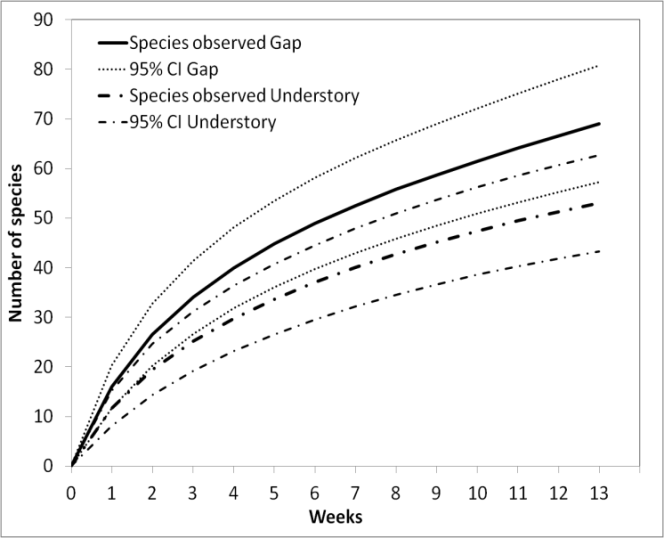 90
80
70
60
50
40
30
20
10
0
Number of species
Species observed Gap
95% CI Gap
Species observed Understory
95% CI Understory
0 1 2 3 4 5 6 7 8 9 10 11 12 13
Weeks